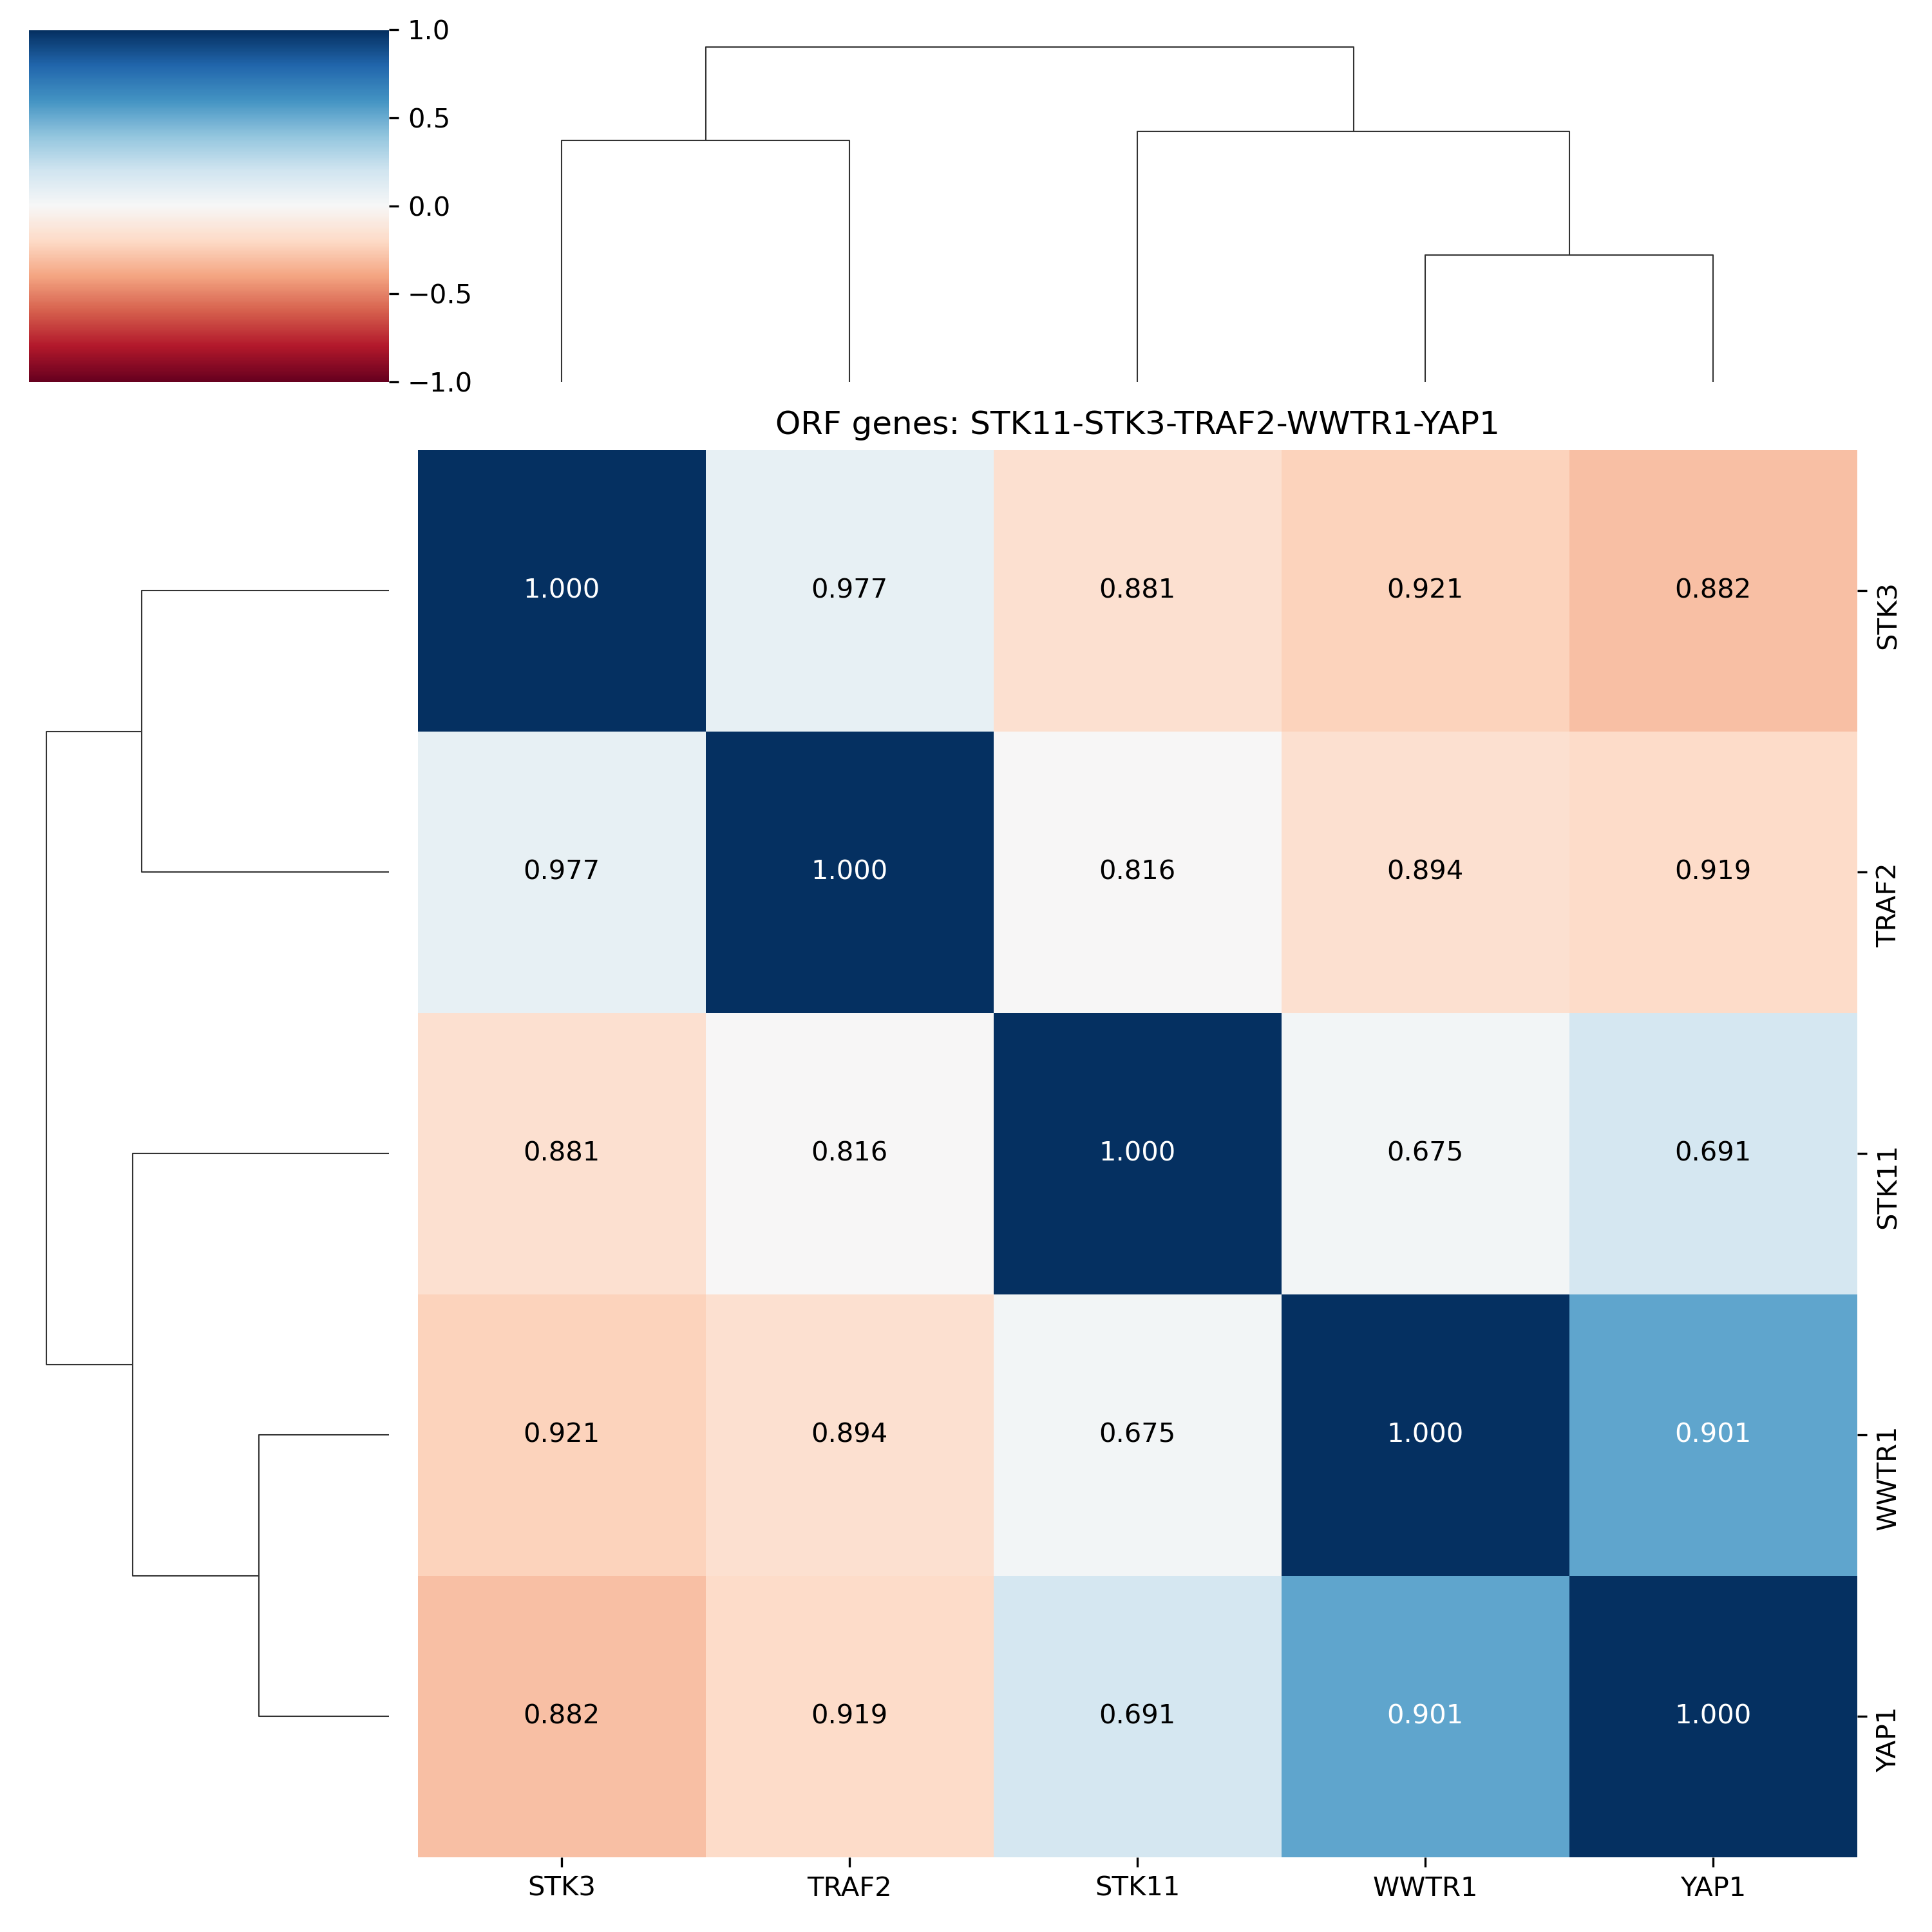 1.0
0.5
0.0
−0.5
−1.0
ORF genes: STK11-STK3-TRAF2-WWTR1-YAP1
1.000 0.977 0.881 0.921 0.882 STK3
0.977 1.000 0.816 0.894 0.919 TRAF2
0.881 0.816 1.000 0.675 0.691 STK11
0.921 0.894 0.675 1.000 0.901 WWTR1
0.882 0.919 0.691 0.901 1.000 YAP1
STK3 TRAF2 STK11 WWTR1 YAP1